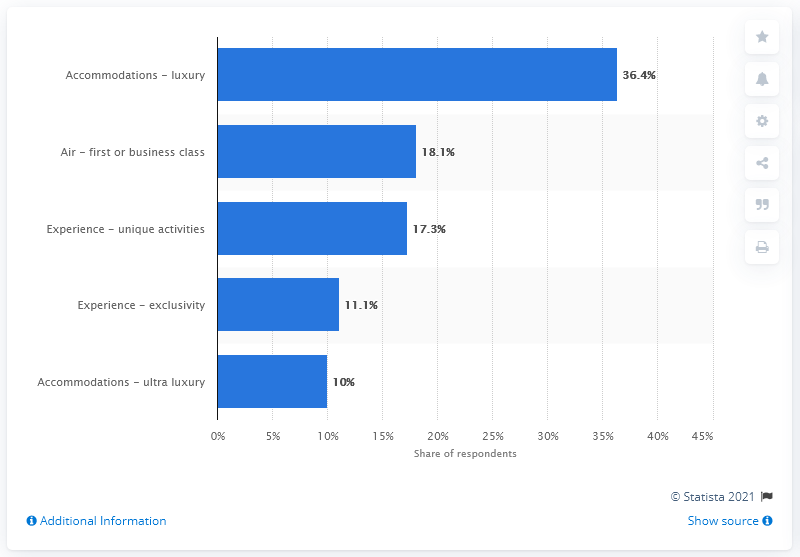 Accommodations – luxury
36.4%
Air – first or business class
18.1%
Experience – unique activities
17.3%
Experience – exclusivity
11.1%
Accommodations – ultra luxury
10%
0% 5% 10% 15% 20% 25% 30% 35% 40% 45%
Share of respondents
© Statista 2021
Additional Information
Show source